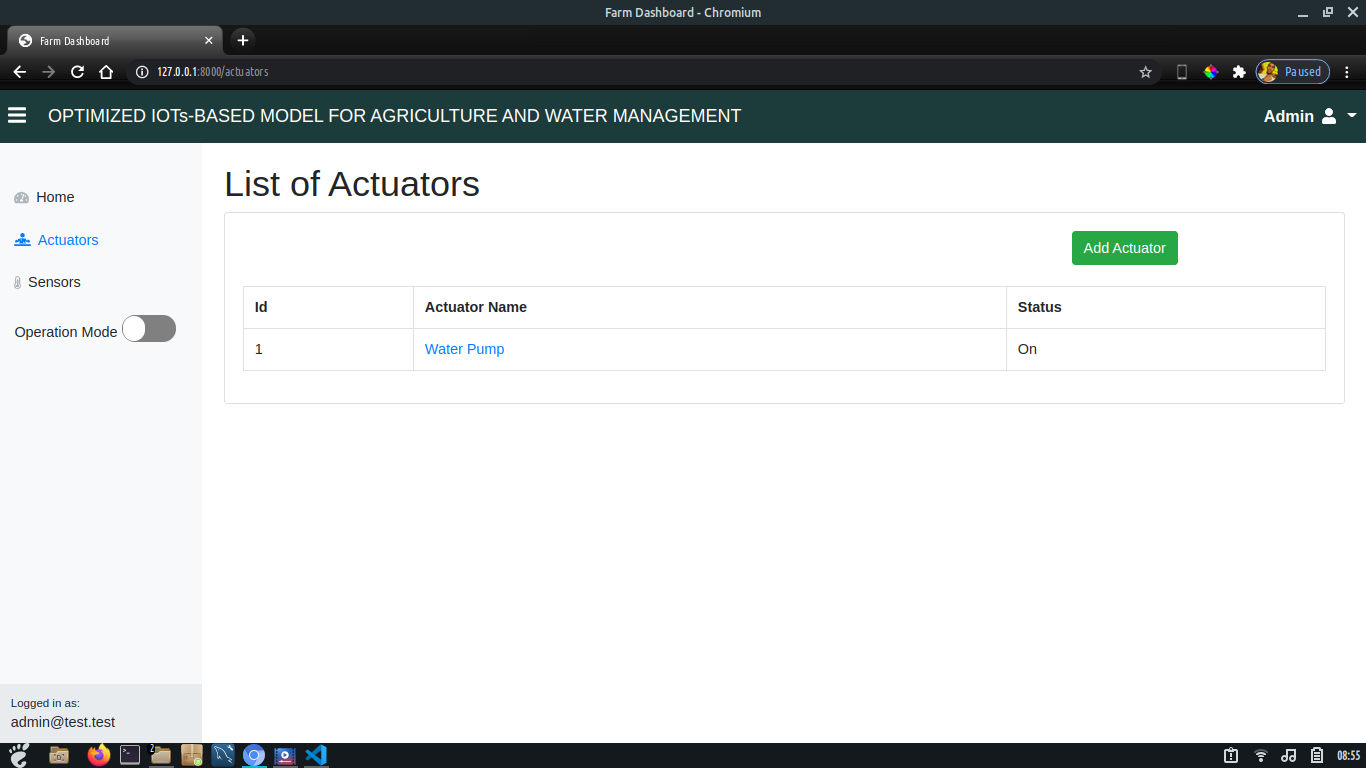 Farm Dashboard - Chromium
Farm Dashboard
127.0.0.1:8000/actuators
Paused
OPTIMIZED IOTs-BASED MODEL FOR AGRICULTURE AND WATER MANAGEMENT
Admin
Home
Actuators
Sensors
Operation Mode
List of Actuators
Add Actuator
Id Actuator Name Status
1 Water Pump On
Logged in as:
admin@test.test
2
08:55